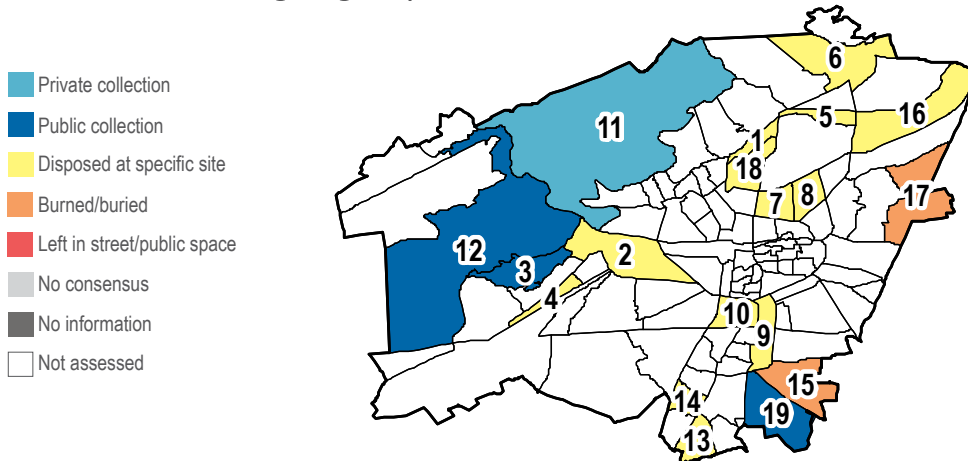 Private collection
Public collection
Disposed at specific site
Burned/buried
Left in street/public space
No consensus
No information
Not assessed
6
16
5
11
1
18
17
8
7
2
12
3
4
10
9
15
14
19
13